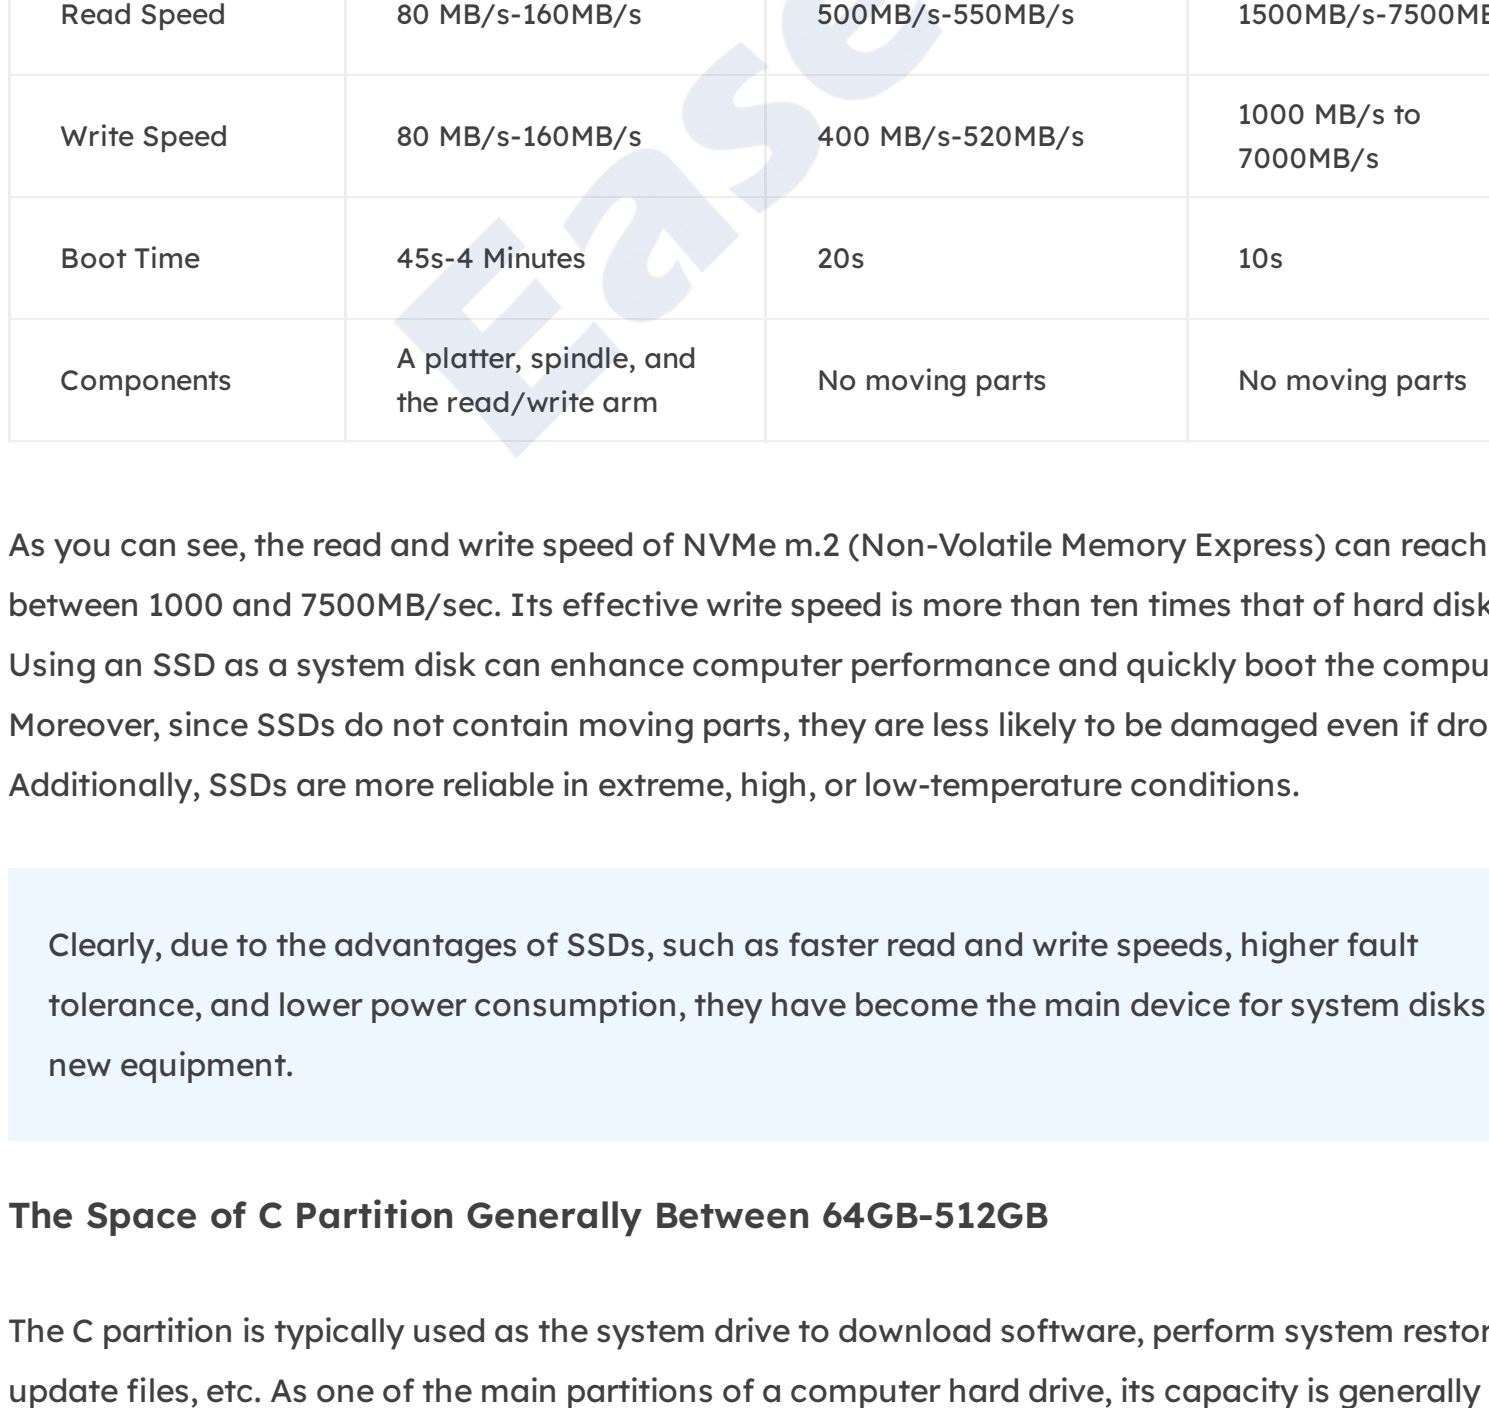 Read Speed 80 MB/s-160MB/s 500MB/s-550MB/s 1500MB/s-7500MB
Write Speed 80 MB/s-160MB/s 400 MB/s-520MB/s 1000 MB/s to
7000MB/s
Boot Time 45s-4 Minutes 20s 10s
Components A platter, spindle, and No moving parts No moving parts
the read/write arm
Ease
As you can see, the read and write speed of NVMe m.2 (Non-Volatile Memory Express) can reach
between 1000 and 7500MB/sec. Its effective write speed is more than ten times that of hard disk
Using an SSD as a system disk can enhance computer performance and quickly boot the compu
Moreover, since SSDs do not contain moving parts, they are less likely to be damaged even if dro
Additionally, SSDs are more reliable in extreme, high, or low-temperature conditions.
Clearly, due to the advantages of SSDs, such as faster read and write speeds, higher fault
tolerance, and lower power consumption, they have become the main device for system disks
new equipment.
The Space of C Partition Generally Between 64GB-512GB
The C partition is typically used as the system drive to download software, perform system restor
update files, etc. As one of the main partitions of a computer hard drive, its capacity is generally